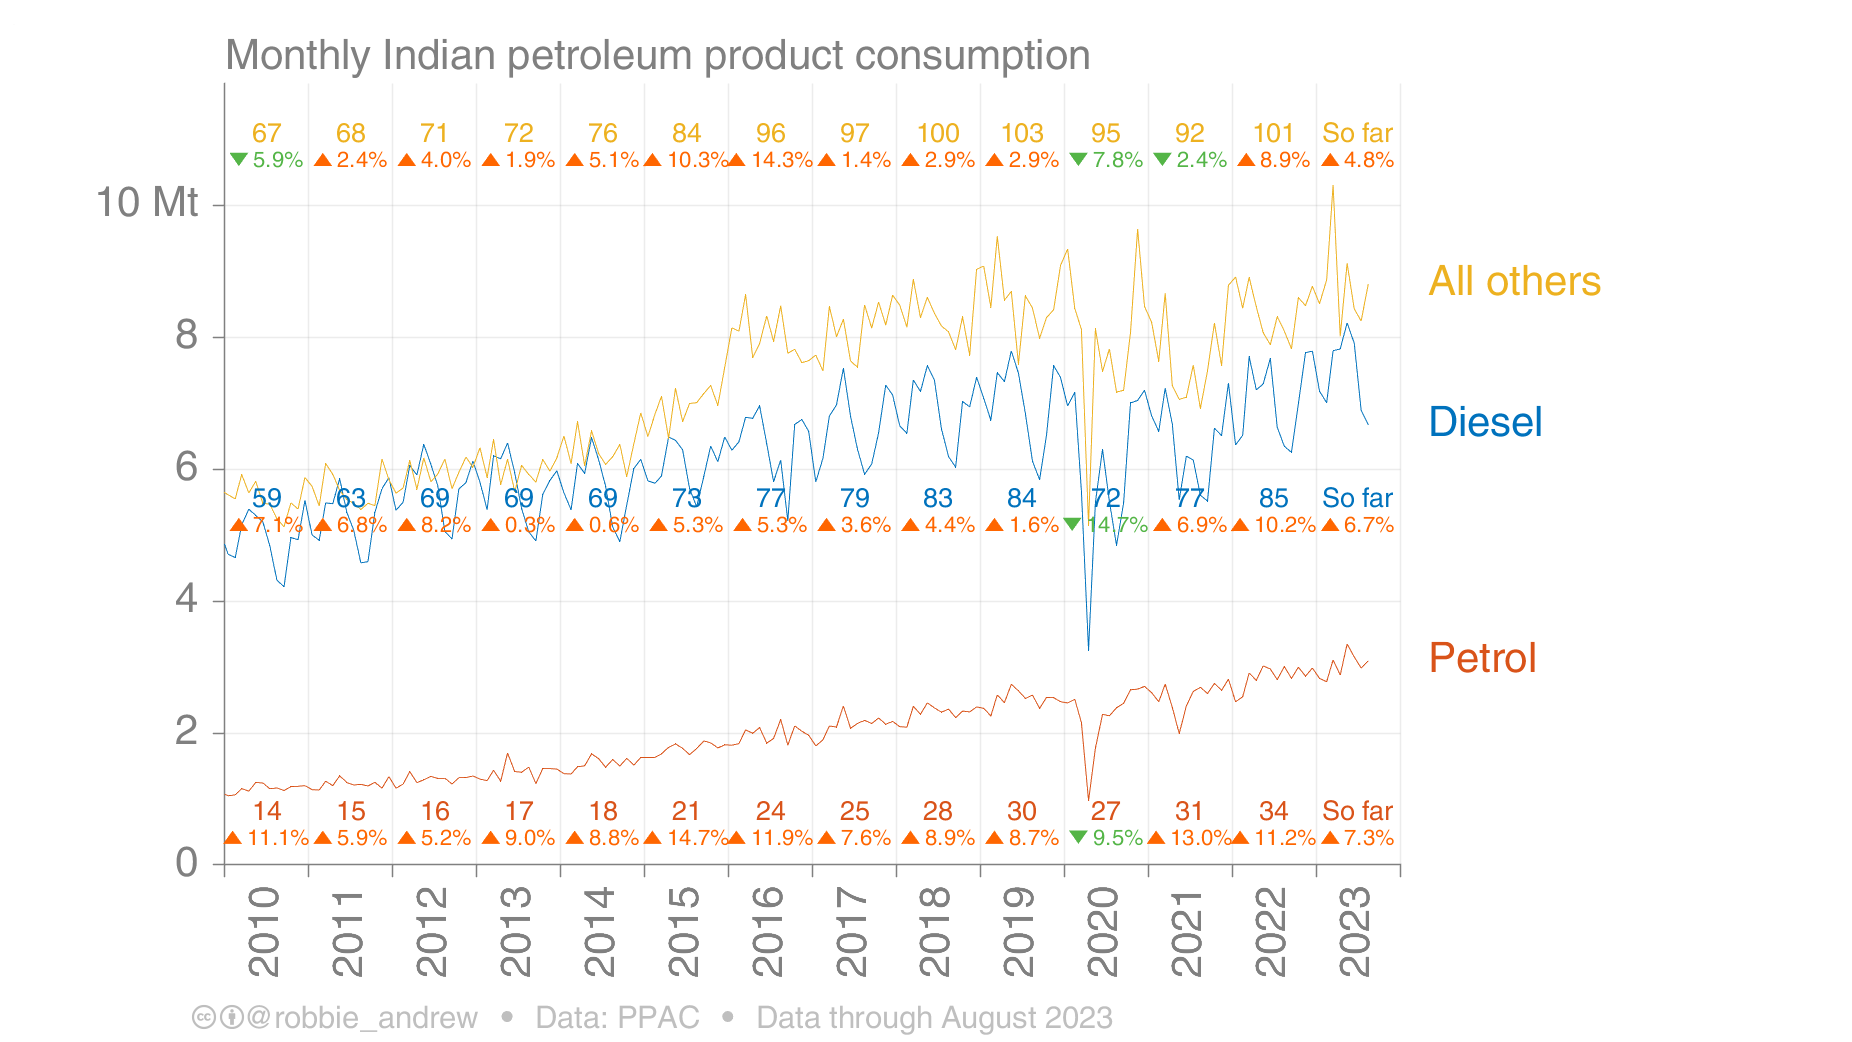 Monthly Indian petroleum product consumption
67 68 71 72 76 84 96 97 100 103 95 92 101 So far
▼ 5.9% ▲ 2.4% ▲ 4.0% ▲ 1.9% ▲ 5.1% ▲ 10.3% ▲ 14.3% ▲ 1.4% ▲ 2.9% ▲ 2.9% ▼ 7.8% ▼ 2.4% ▲ 8.9% ▲ 4.8%
10 Mt
All others
8
Diesel
6
59 63 69 69 69 73 77 79 83 84 72 77 85 So far
▲ 7.1% ▲ 6.8% ▲ 8.2% ▲ 0.3% ▲ 0.6% ▲ 5.3% ▲ 5.3% ▲ 3.6% ▲ 4.4% ▲ 1.6% ▼ 14.7% ▲ 6.9% ▲ 10.2% ▲ 6.7%
4
Petrol
2
14 15 16 17 18 21 24 25 28 30 27 31 34 So far
▲ 11.1% ▲ 5.9% ▲ 5.2% ▲ 9.0% ▲ 8.8% ▲ 14.7% ▲ 11.9% ▲ 7.6% ▲ 8.9% ▲ 8.7% ▼ 9.5% ▲ 13.0% ▲ 11.2% ▲ 7.3%
0
2010 2011 2012 2013 2014 2015 2016 2017 2018 2019 2020 2021 2022 2023
@robbie_andrew • Data: PPAC • Data through August 2023